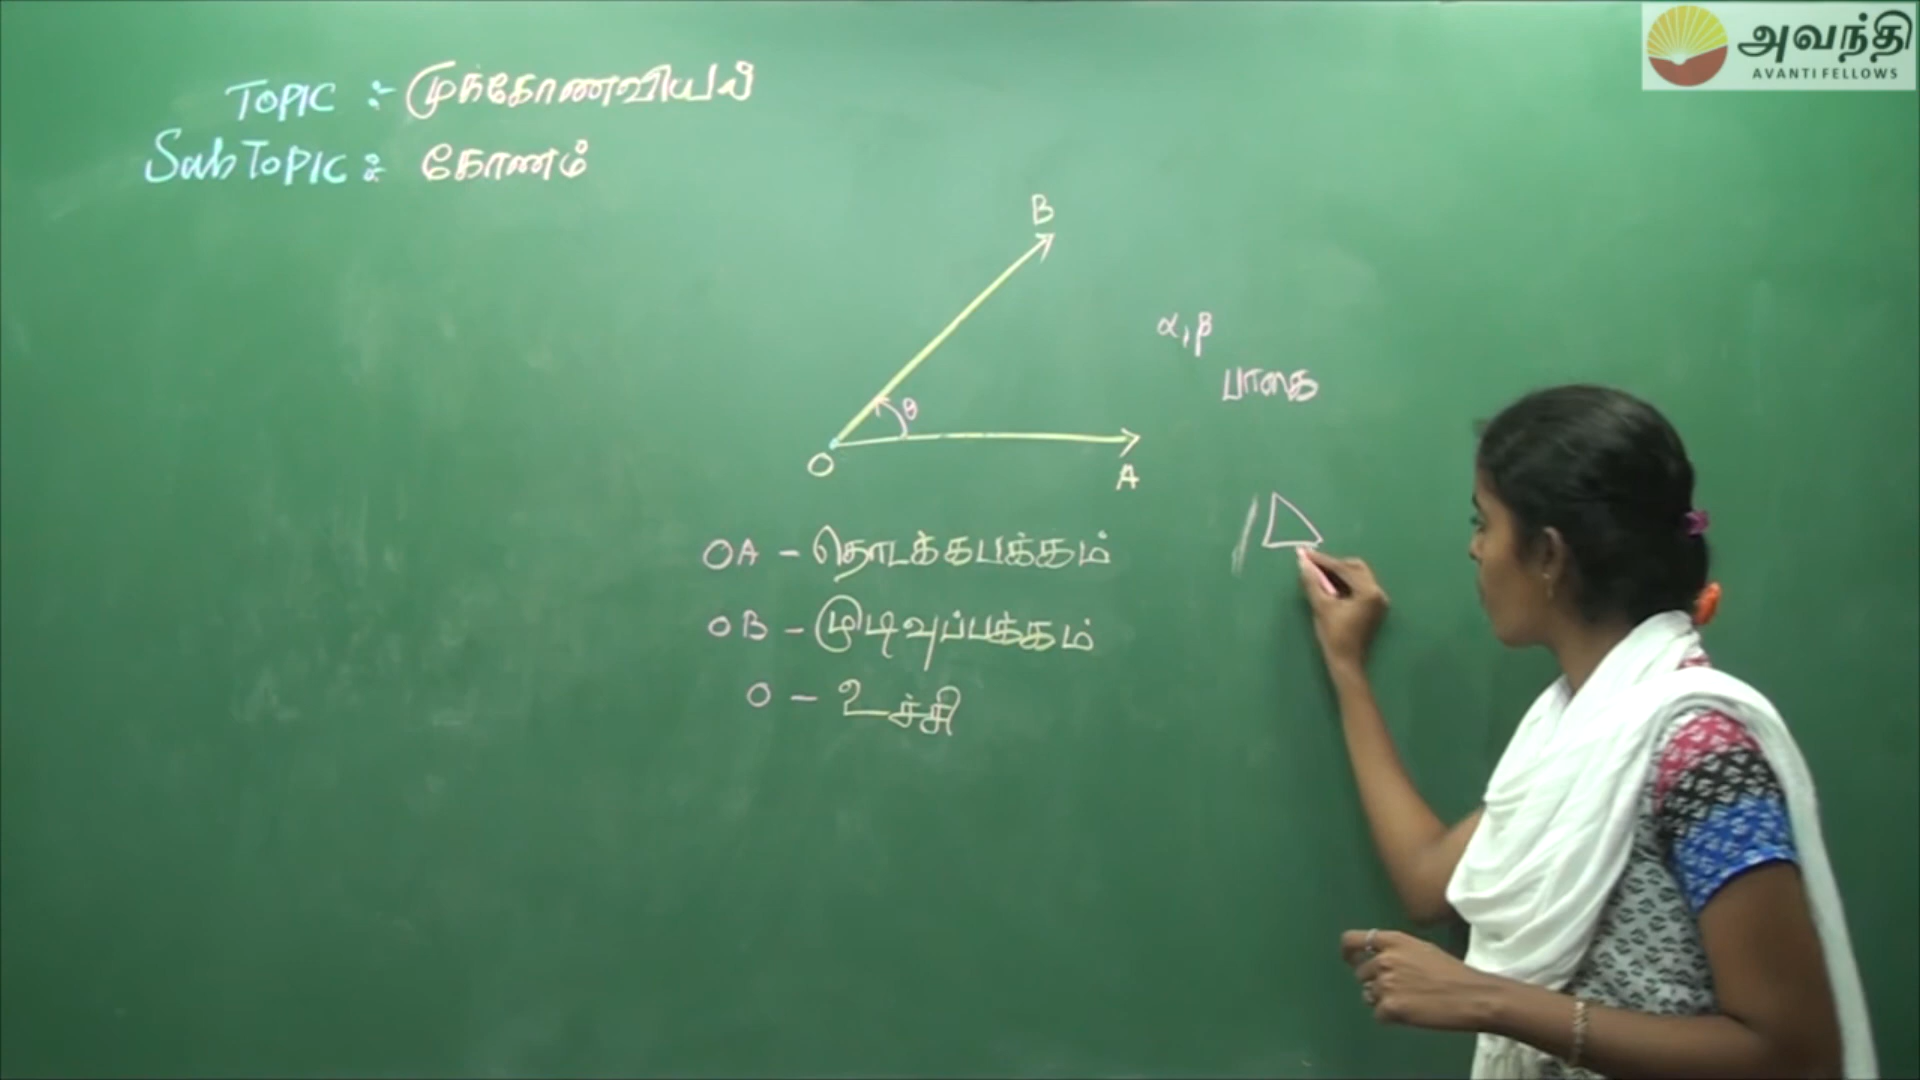 அவந்தி
AVANTI FELLOWS
TOPIC :- முக்கோணவியல்
SubTOPIC : கோணம்
B
α, β
பாகை
θ
O
A
OA - தொடக்கபக்கம்
OB - முடிவுப்பக்கம்
O - உச்சி